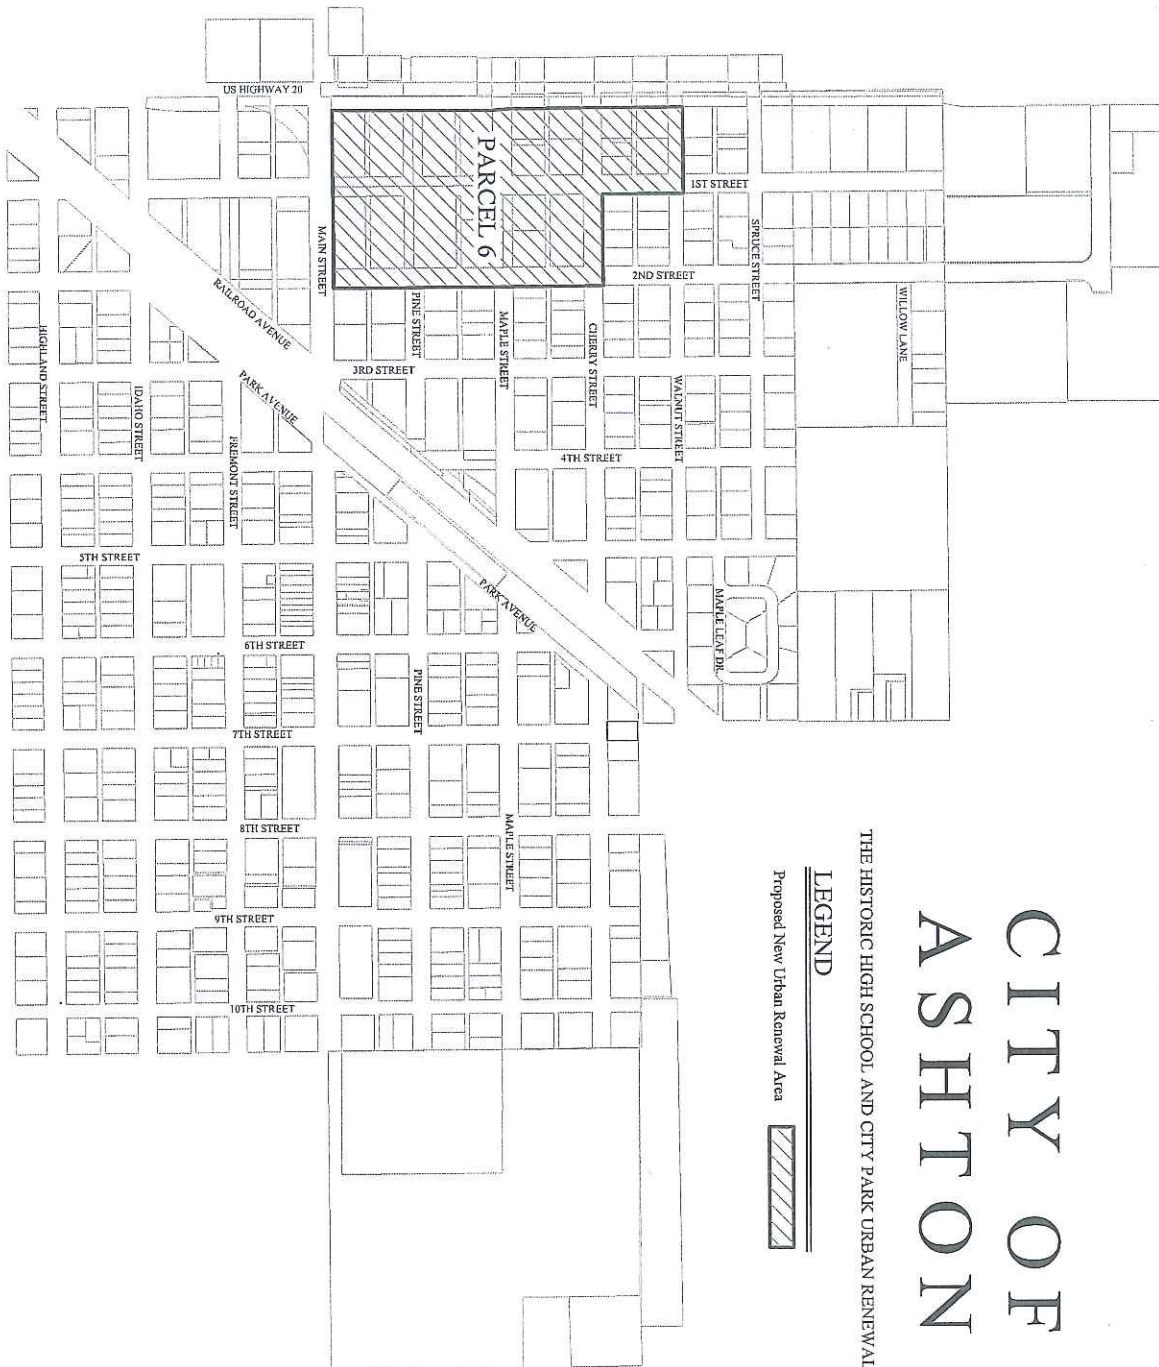 CITY OF
ASHTON
THE HISTORIC HIGH SCHOOL AND CITY PARK URBAN RENEWAL
LEGEND
Proposed New Urban Renewal Area
US HIGHWAY 20
PARCEL 6
1ST STREET
SPRUCE STREET
MAIN STREET
2ND STREET
RAILROAD AVENUE
PINE STREET
MAPLE STREET
CHERRY STREET
WILLOW LANE
HIGHLAND STREET
3RD STREET
PARK AVENUE
IDAHO STREET
WALNUT STREET
FREMONT STREET
4TH STREET
5TH STREET
PARK AVENUE
MAPLE LEAF DR.
6TH STREET
PINE STREET
7TH STREET
8TH STREET
MAPLE STREET
9TH STREET
10TH STREET